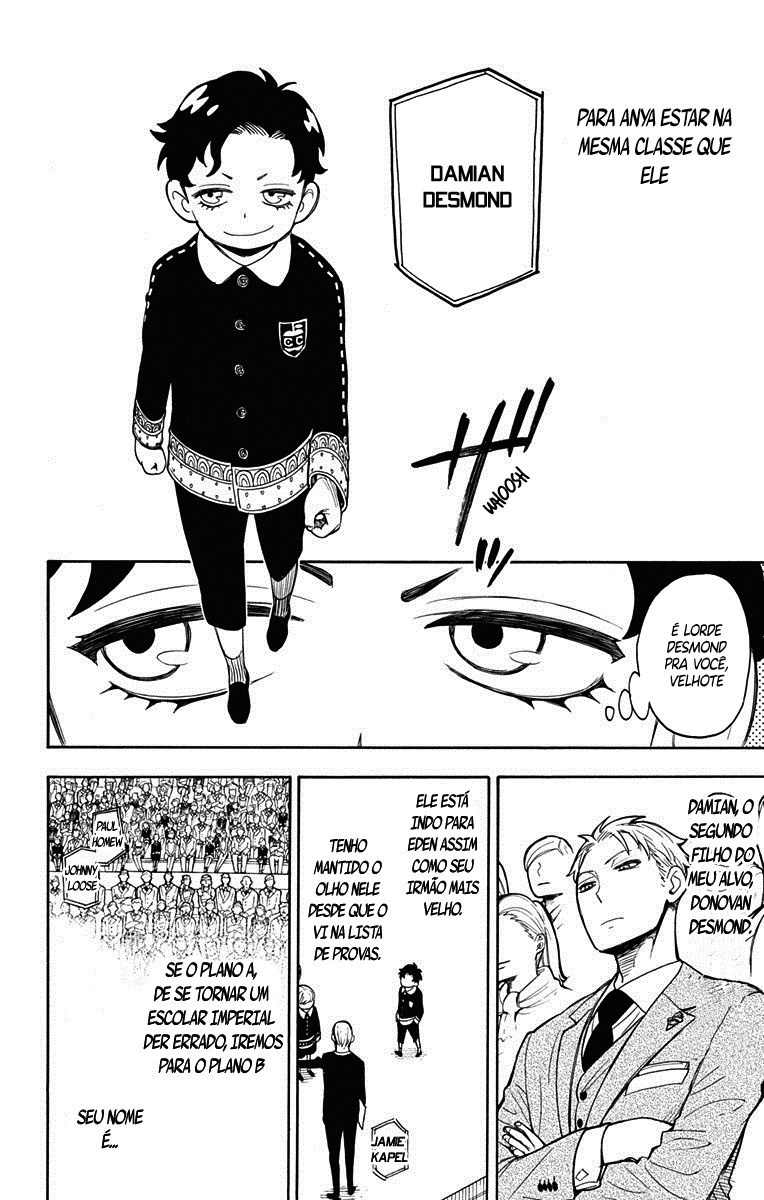 PARA ANYA ESTAR NA
MESMA CLASSE QUE
ELE
DAMIAN
DESMOND
ザッ
WHOOSH
É LORDE
DESMOND
PRA VOCÊ,
VELHOTE
DAMIAN, O
SEGUNDO
FILHO DO
MEU ALVO,
DONOVAN
DESMOND.
ELE ESTÁ
INDO PARA
EDEN ASSIM
COMO SEU
IRMÃO MAIS
VELHO.
TENHO
MANTIDO O
OLHO NELE
DESDE QUE O
VI NA LISTA
DE PROVAS.
JAMIE
KAPEL
PAUL
HOMEW
JOHNNY
LOOSE
SE O PLANO A,
DE SE TORNAR UM
ESCOLAR IMPERIAL
DER ERRADO, IREMOS
PARA O PLANO B
SEU NOME
É...